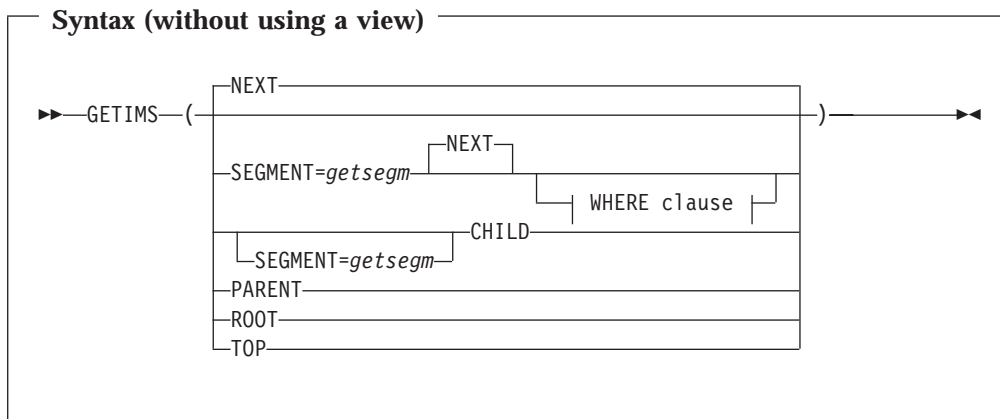 Syntax (without using a view)
NEXT
GETIMS ( )
NEXT
SEGMENT=getsegm
WHERE clause
CHILD
SEGMENT=getsegm
PARENT
ROOT
TOP